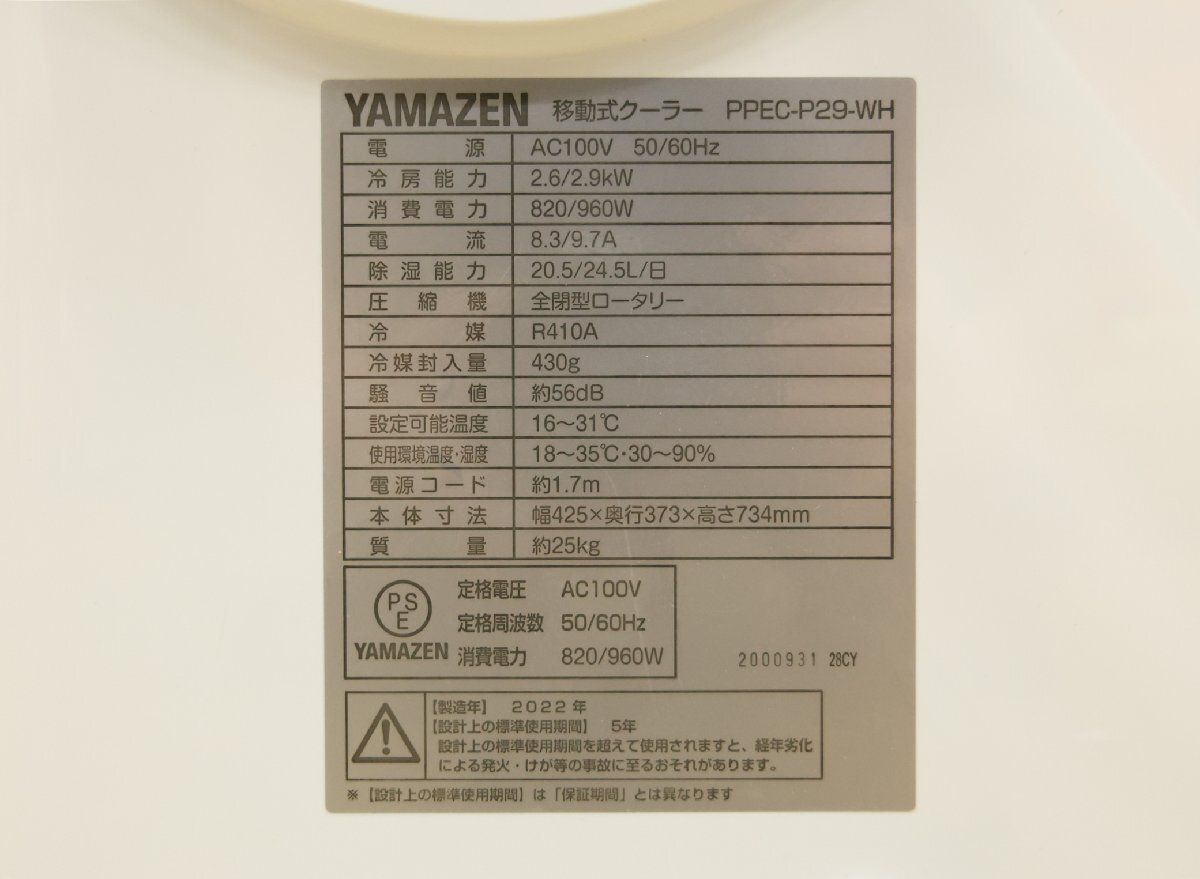 YAMAZEN 移動式クーラー PPEC-P29-WH
電源 AC100V 50/60Hz
冷房能力 2.6/2.9kW
消費電力 820/960W
電流 8.3/9.7A
除湿能力 20.5/24.5L/日
圧縮機 全閉型ロータリー
冷媒 R410A
冷媒封入量 430g
騒音値 約56dB
設定可能温度 16〜31℃
使用環境温度・湿度 18〜35℃・30〜90%
電源コード 約1.7m
本体寸法 幅425×奥行373×高さ734mm
質量 約25kg
PSE
YAMAZEN
定格電圧 AC100V
定格周波数 50/60Hz
消費電力 820/960W
2000931 28CY
【製造年】 2022年
【設計上の標準使用期間】 5年
設計上の標準使用期間を超えて使用されますと、経年劣化
による発火・けが等の事故に至るおそれがあります。
※【設計上の標準使用期間】は「保証期間」とは異なります